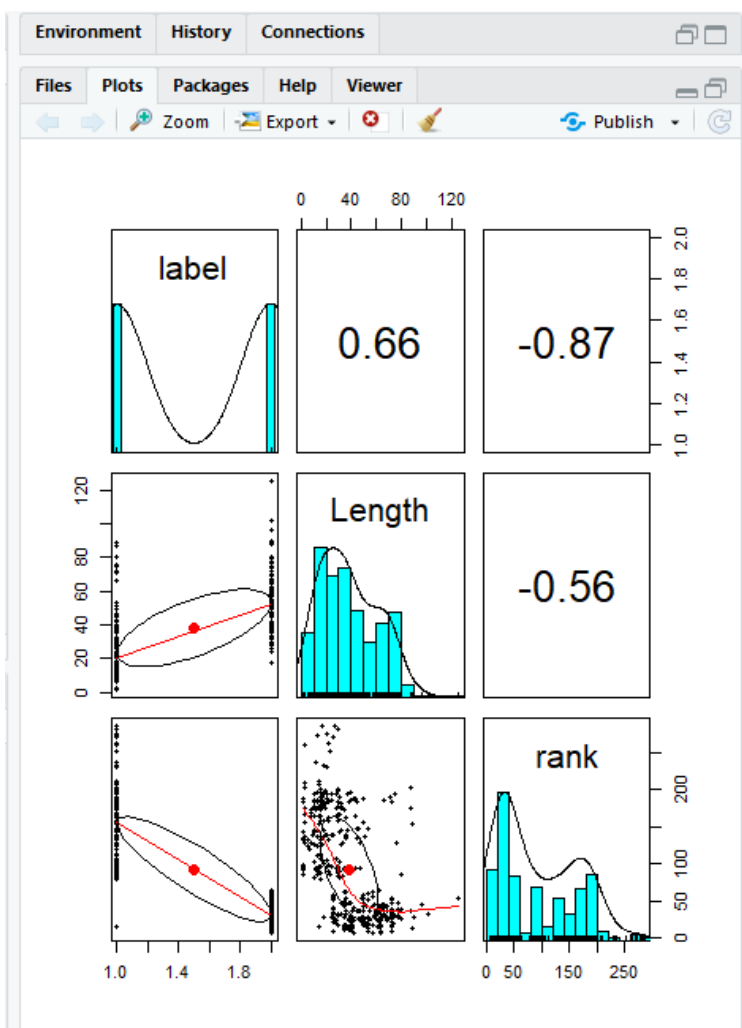 Environment History Connections
Files Plots Packages Help Viewer
Zoom Export Publish
0 40 80 120
label
0.66
-0.87
1.0 1.2 1.4 1.6 1.8 2.0
0 20 40 60 80 120
Length
-0.56
rank
0 50 100 200
1.0 1.4 1.8
0 50 150 250